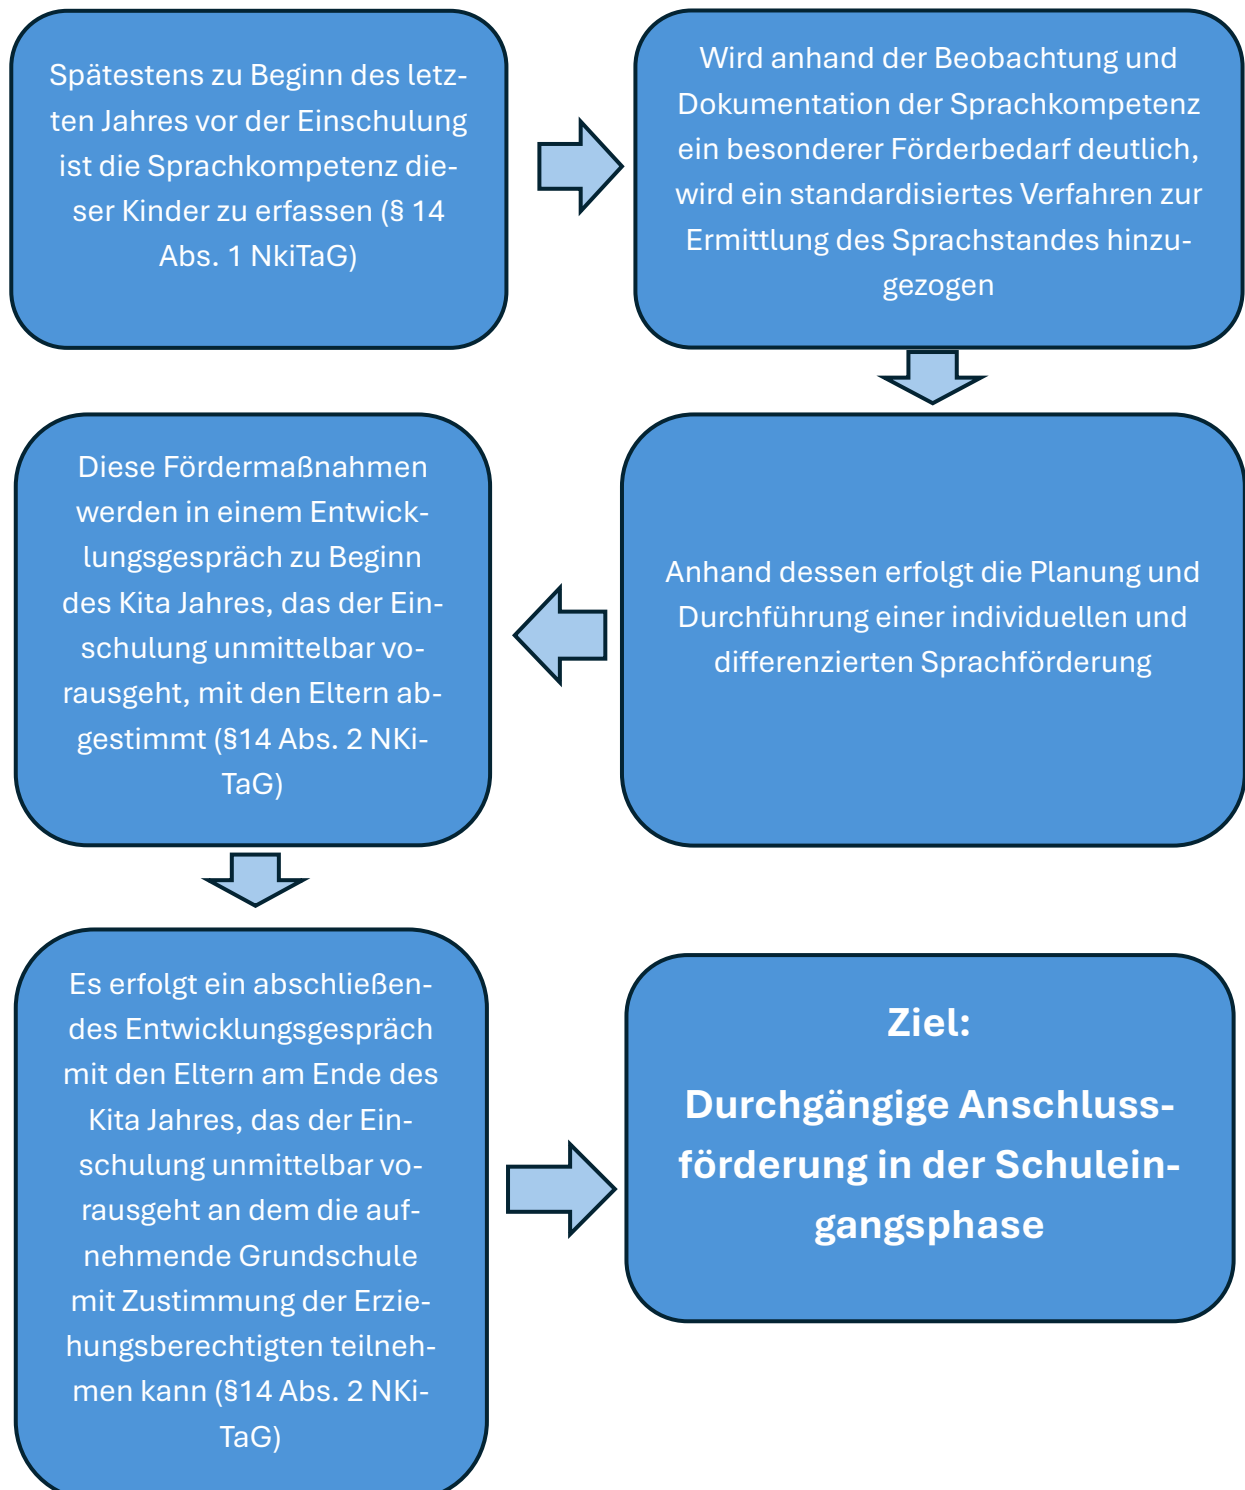 Spätestens zu Beginn des letz-
ten Jahres vor der Einschulung
ist die Sprachkompetenz die-
ser Kinder zu erfassen (§ 14
Abs. 1 NkiTaG)
Wird anhand der Beobachtung und
Dokumentation der Sprachkompetenz
ein besonderer Förderbedarf deutlich,
wird ein standardisiertes Verfahren zur
Ermittlung des Sprachstandes hinzu-
gezogen
Anhand dessen erfolgt die Planung und
Durchführung einer individuellen und
differenzierten Sprachförderung
Diese Fördermaßnahmen
werden in einem Entwick-
lungsgespräch zu Beginn
des Kita Jahres, das der Ein-
schulung unmittelbar vo-
rausgeht, mit den Eltern ab-
gestimmt (§14 Abs. 2 NKi-
TaG)
Es erfolgt ein abschließen-
des Entwicklungsgespräch
mit den Eltern am Ende des
Kita Jahres, das der Ein-
schulung unmittelbar vo-
rausgeht an dem die auf-
nehmende Grundschule
mit Zustimmung der Erzie-
hungsberechtigten teilneh-
men kann (§14 Abs. 2 NKi-
TaG)
Ziel:
Durchgängige Anschluss-
förderung in der Schulein-
gangsphase